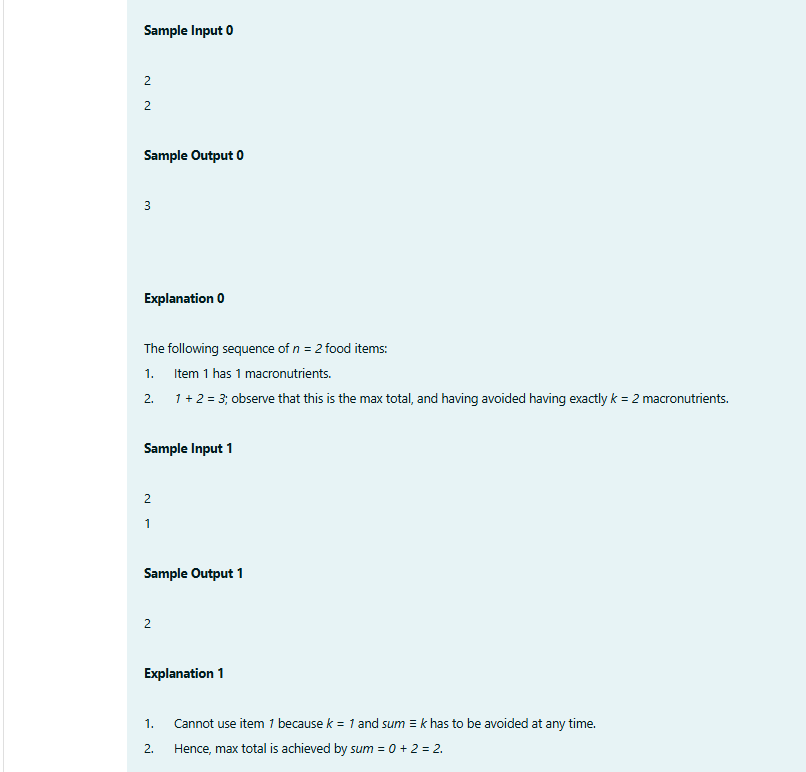 Sample Input 0
2
2
Sample Output 0
3
Explanation 0
The following sequence of n = 2 food items:
1. Item 1 has 1 macronutrients.
2. 1 + 2 = 3; observe that this is the max total, and having avoided having exactly k = 2 macronutrients.
Sample Input 1
2
1
Sample Output 1
2
Explanation 1
1. Cannot use item 1 because k = 1 and sum ≡ k has to be avoided at any time.
2. Hence, max total is achieved by sum = 0 + 2 = 2.